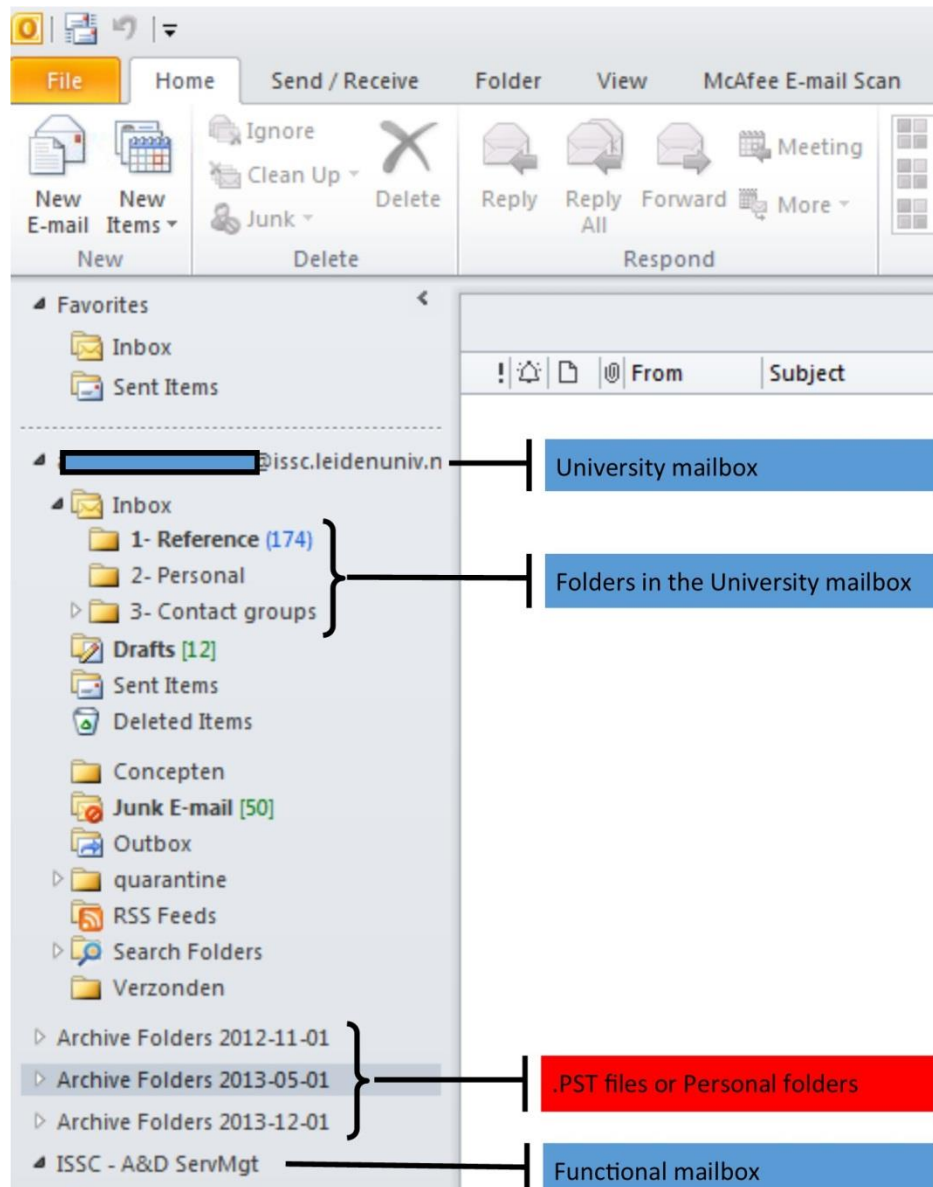 File Home Send / Receive Folder View McAfee E-mail Scan
Ignore
Clean Up
Junk
New E-mail
New Items
Delete
Reply
Reply All
Forward
Meeting
More
New Delete Respond
Favorites
Inbox
Sent Items
! From Subject
@issc.leidenuniv.n
University mailbox
Inbox
1- Reference (174)
2- Personal
3- Contact groups
Folders in the University mailbox
Drafts [12]
Sent Items
Deleted Items
Concepten
Junk E-mail [50]
Outbox
quarantine
RSS Feeds
Search Folders
Verzonden
Archive Folders 2012-11-01
Archive Folders 2013-05-01
Archive Folders 2013-12-01
.PST files or Personal folders
ISSC - A&D ServMgt
Functional mailbox